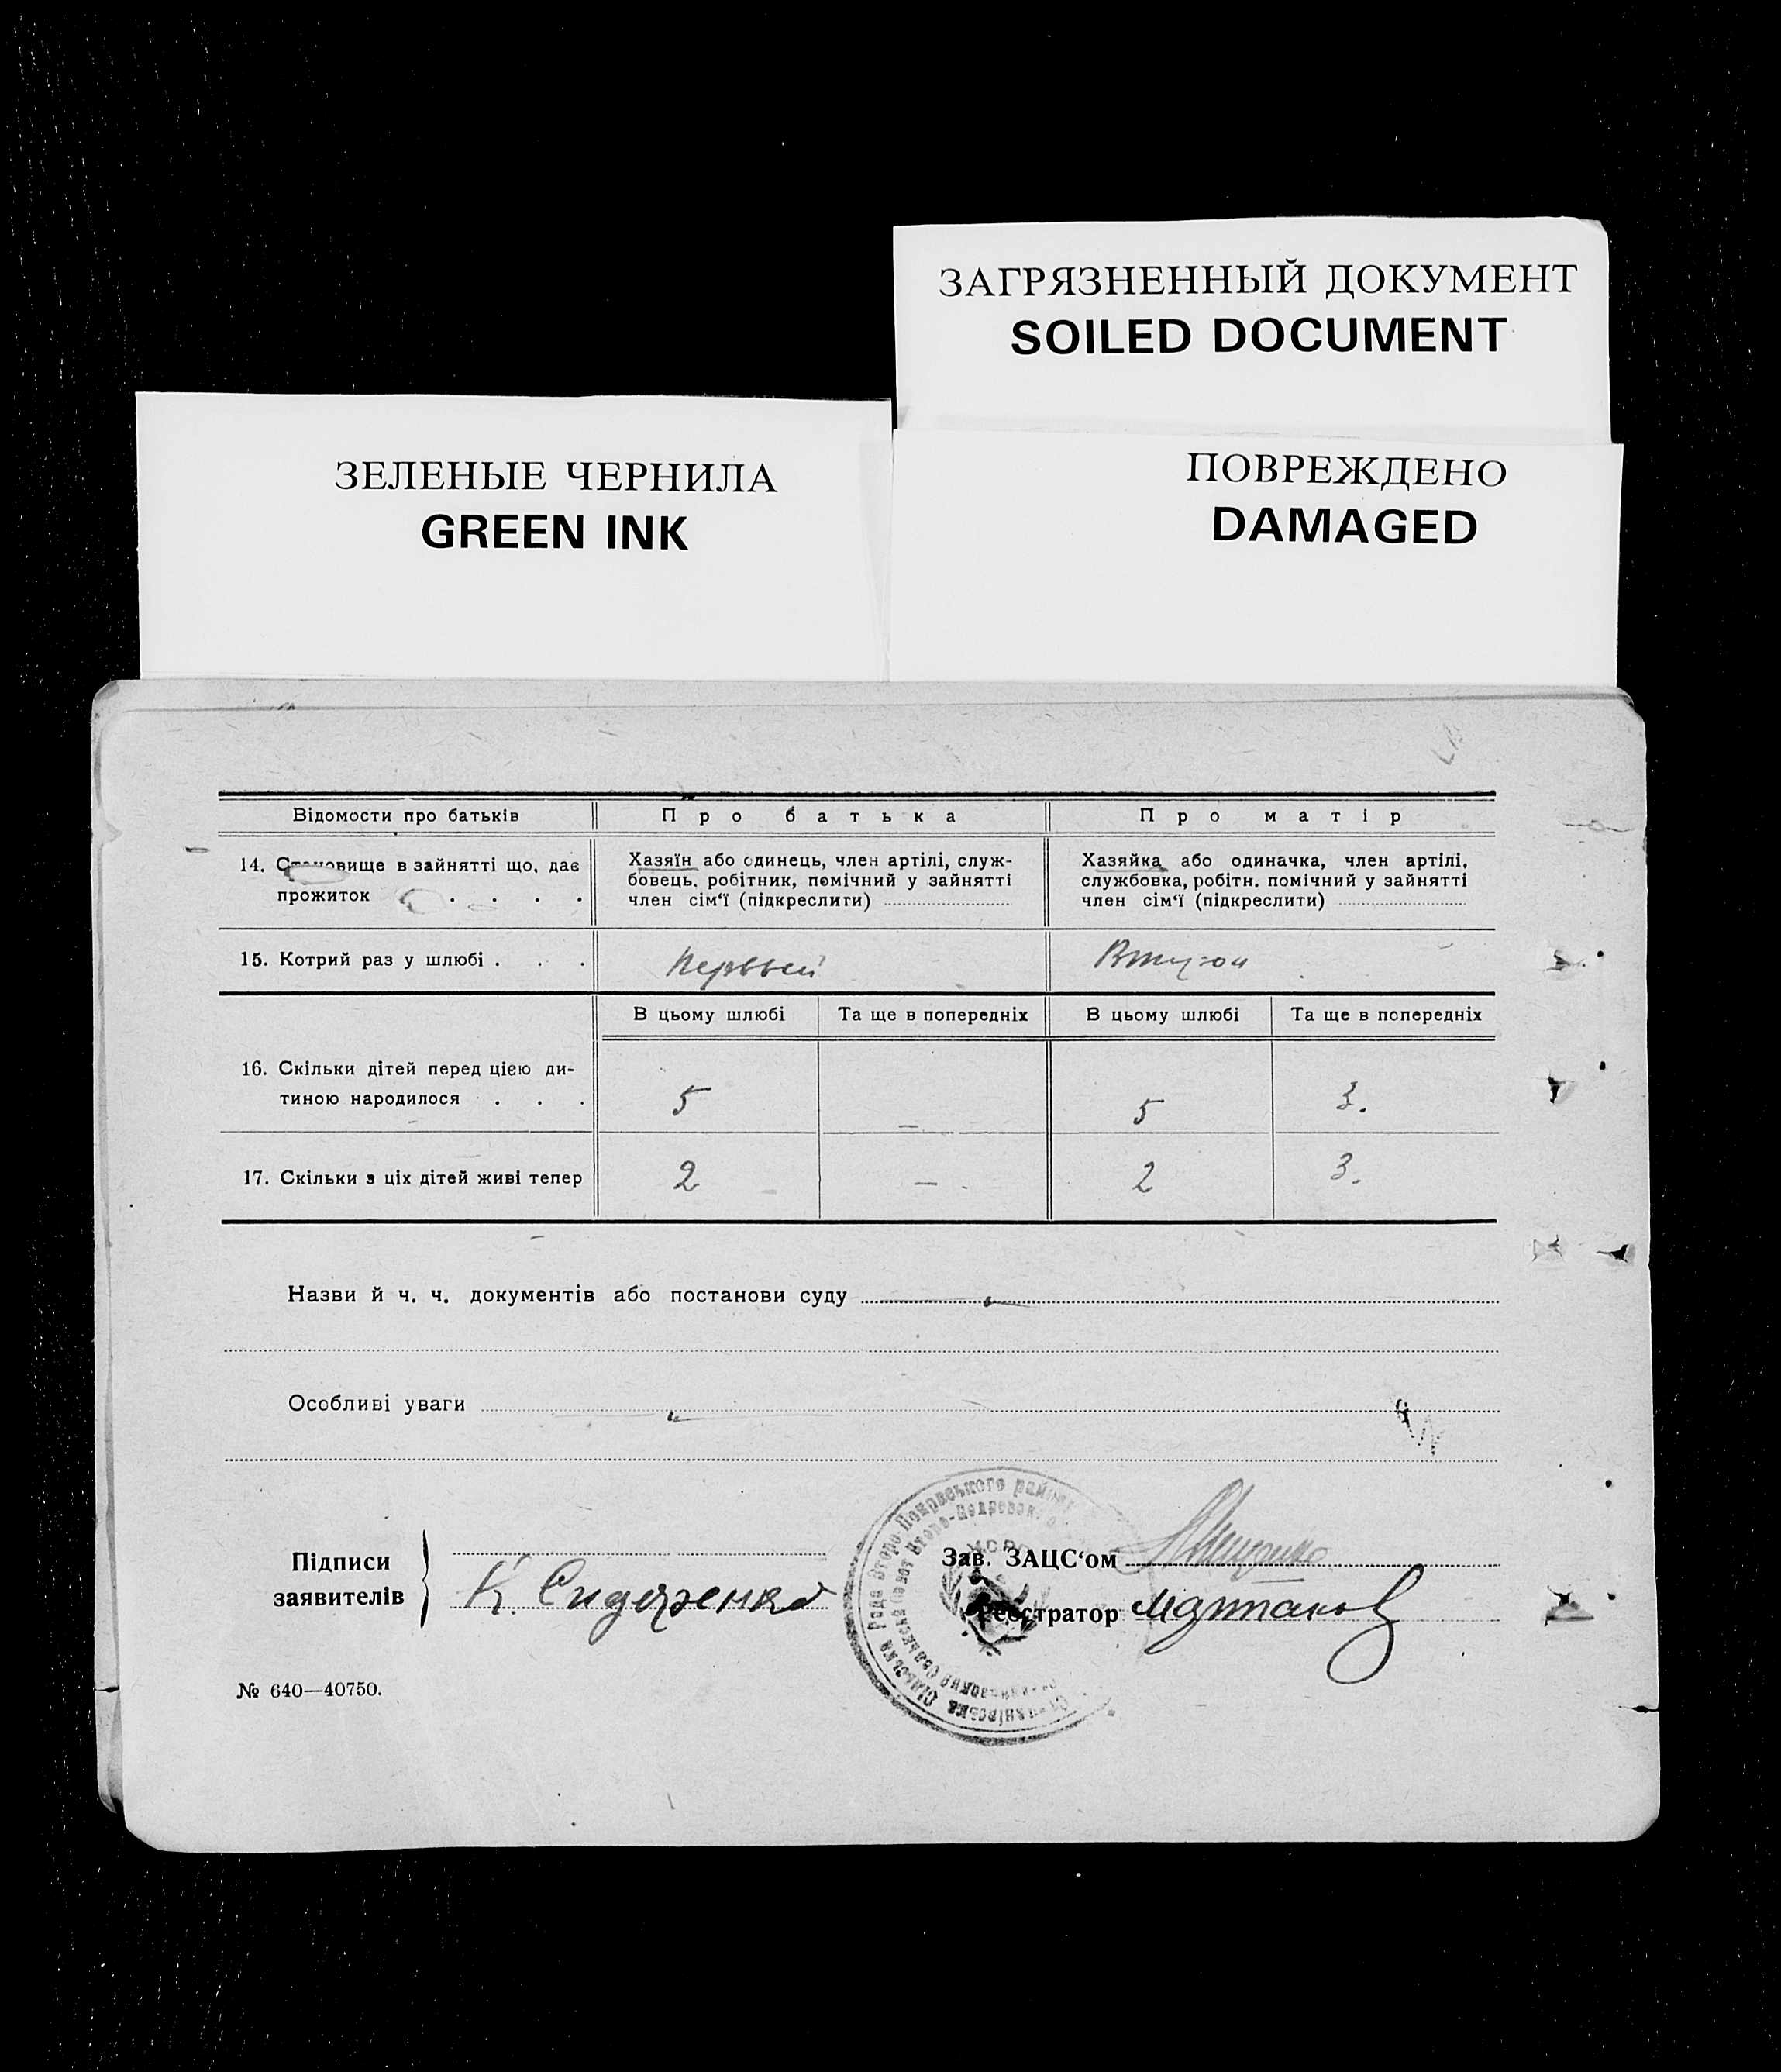 ЗАГРЯЗНЕННЫЙ ДОКУМЕНТ
SOILED DOCUMENT
ЗЕЛЕНЫЕ ЧЕРНИЛА
GREEN INK
ПОВРЕЖДЕНО
DAMAGED
Відомости про батьків Про батька Про матір
14. Становище в зайнятті що, дає
прожиток . . . .
Хазяїн або одинець, член артілі, служ-
бовець, робітник, помічний у зайнятті
член сім‘ї (підкреслити)
Хазяйка або одиначка, член артілі,
службовка, робітн. помічний у зайнятті
член сім‘ї (підкреслити)
15. Котрий раз у шлюбі . . . Первый
В цьому шлюбі Та ще в попередніх В цьому шлюбі Та ще в попередніх
16. Скільки дітей перед цією ди-
тиною народилося . . . 5 — 5 3.
17. Скільки з ціх дітей живі тепер 2 — . 2 3.
Назви й ч. ч. документів або постанови суду
Особливі уваги
Підписи
заявителів
К. Сидоренко
Зав. ЗАЦС‘ом
Реєстратор
№ 640—40750.